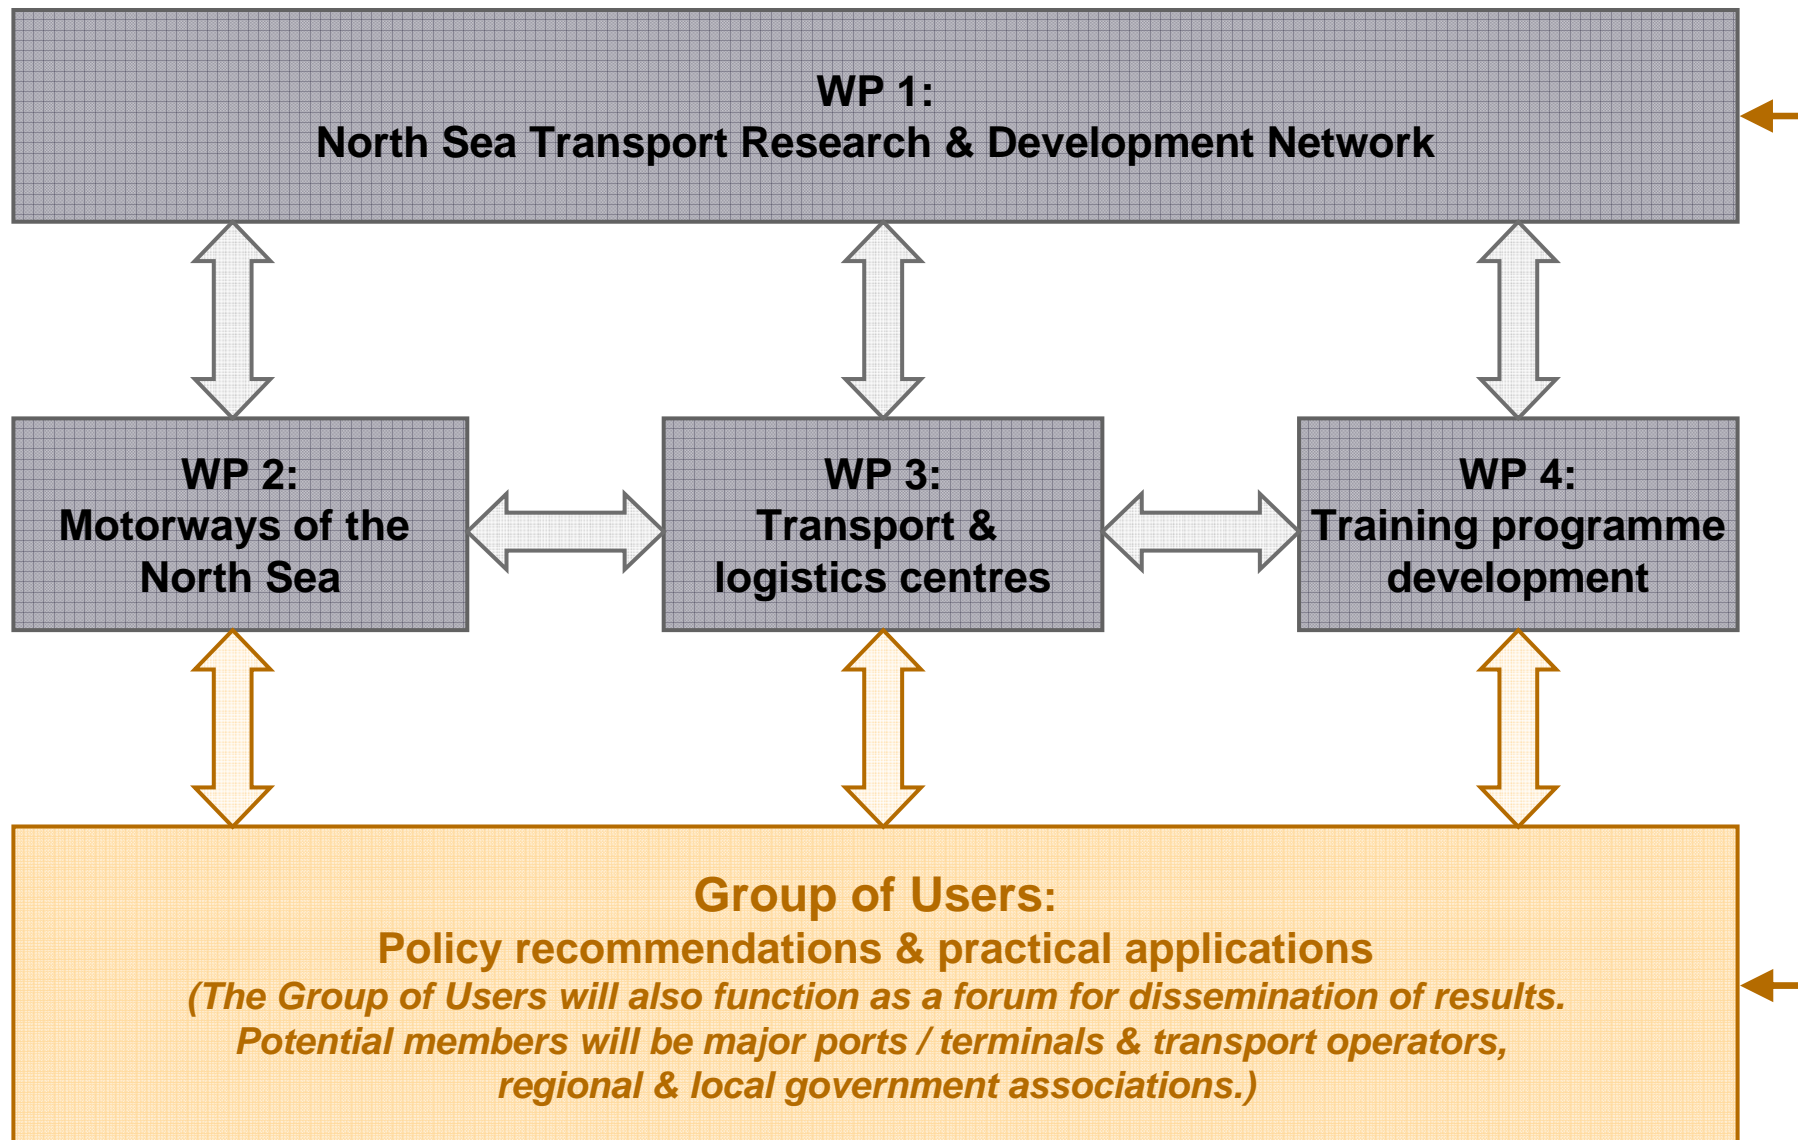 WP 1:
North Sea Transport Research & Development Network
WP 2:
Motorways of the
North Sea
WP 3:
Transport &
logistics centres
WP 4:
Training programme
development
Group of Users:
Policy recommendations & practical applications
(The Group of Users will also function as a forum for dissemination of results.
Potential members will be major ports / terminals & transport operators,
regional & local government associations.)